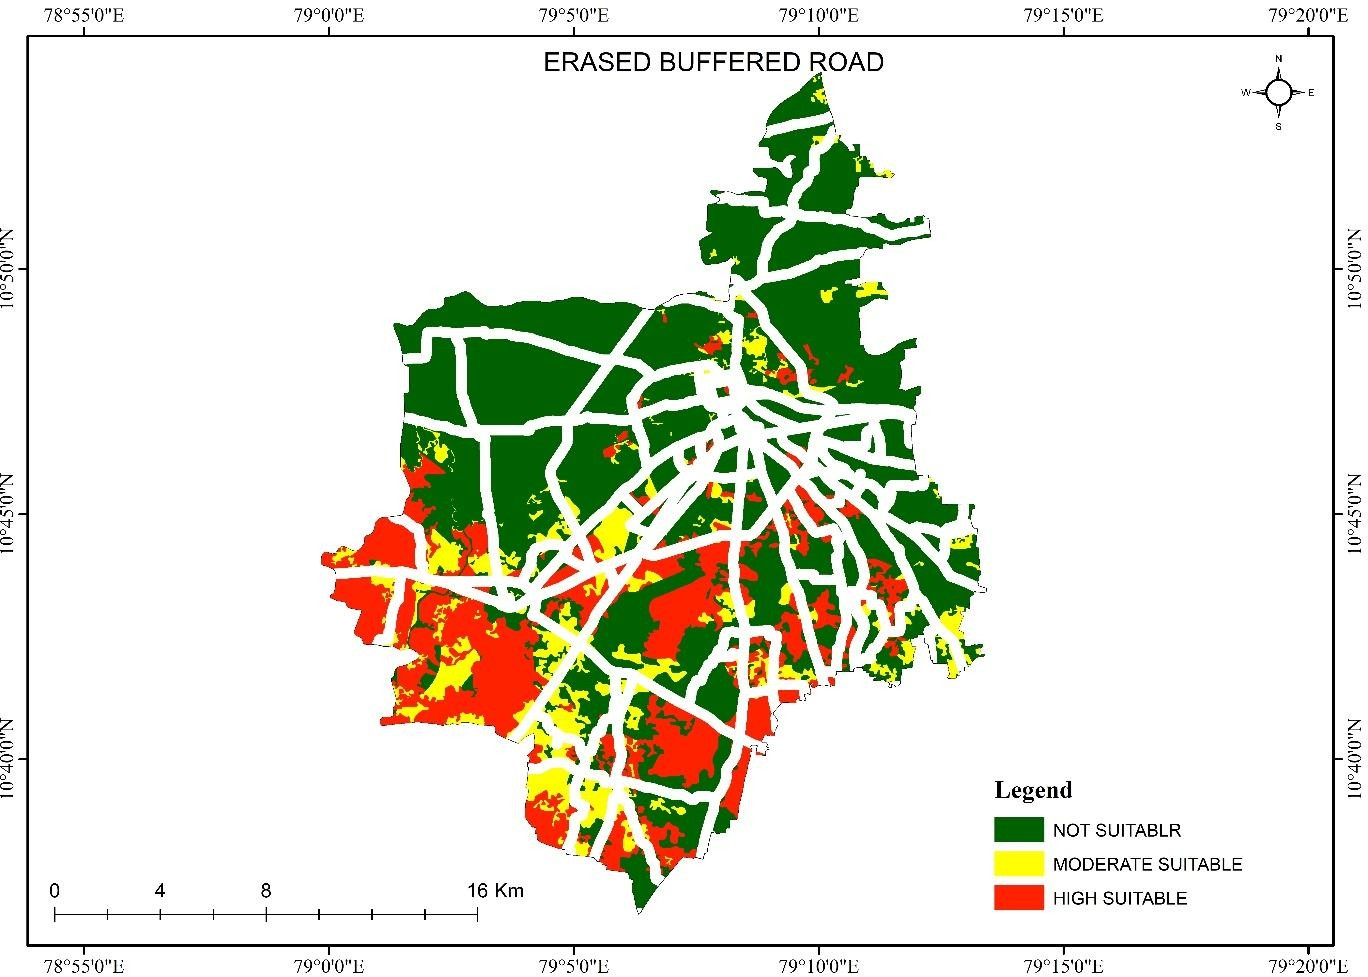 78°55'0"E 79°0'0"E 79°5'0"E 79°10'0"E 79°15'0"E 79°20'0"E
ERASED BUFFERED ROAD
N
W E
S
10°50'0"N 10°50'0"N
10°45'0"N 10°45'0"N
10°40'0"N 10°40'0"N
Legend
NOT SUITABLR
MODERATE SUITABLE
HIGH SUITABLE
0 4 8 16 Km
78°55'0"E 79°0'0"E 79°5'0"E 79°10'0"E 79°15'0"E 79°20'0"E